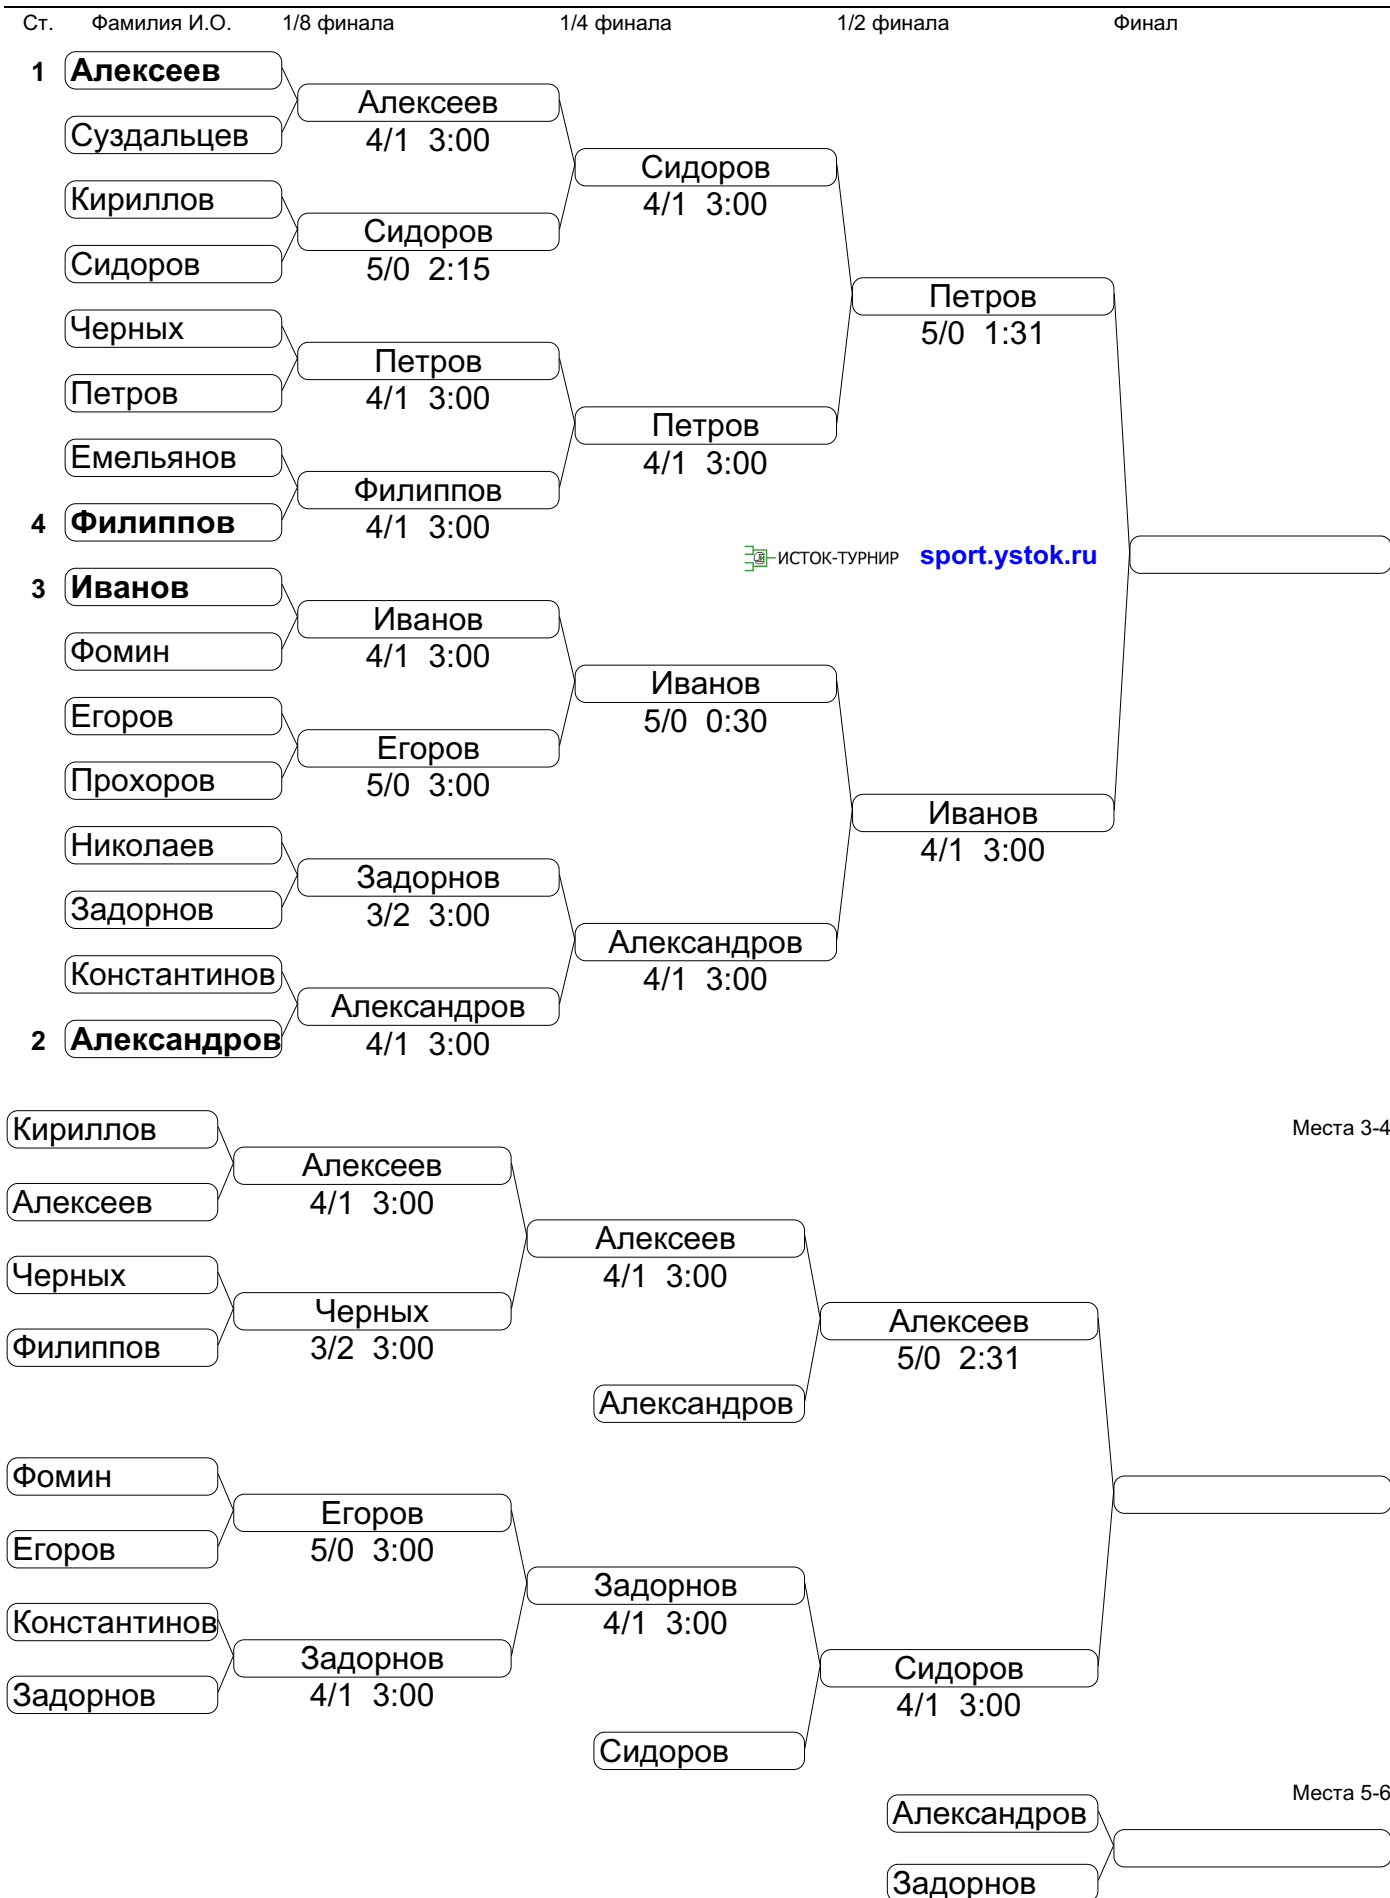 Ст. Фамилия И.О. 1/8 финала 1/4 финала 1/2 финала Финал
1 Алексеев
Алексеев
Суздальцев
4/1 3:00
Сидоров
Кириллов
4/1 3:00
Сидоров
Сидоров
5/0 2:15
Петров
Черных
5/0 1:31
Петров
Петров
4/1 3:00
Петров
Емельянов
4/1 3:00
Филиппов
4 Филиппов
4/1 3:00
ИСТОК-ТУРНИР sport.ystok.ru
3 Иванов
Иванов
Фомин
4/1 3:00
Иванов
Егоров
5/0 0:30
Егоров
Прохоров
5/0 3:00
Иванов
Николаев
4/1 3:00
Задорнов
Задорнов
3/2 3:00
Александров
Константинов
4/1 3:00
Александров
2 Александров
4/1 3:00
Кириллов
Места 3-4
Алексеев
Алексеев
4/1 3:00
Алексеев
Черных
4/1 3:00
Черных
Алексеев
Филиппов
3/2 3:00
5/0 2:31
Александров
Фомин
Егоров
Егоров
5/0 3:00
Задорнов
Константинов
4/1 3:00
Задорнов
Сидоров
Задорнов
4/1 3:00
4/1 3:00
Сидоров
Места 5-6
Александров
Задорнов